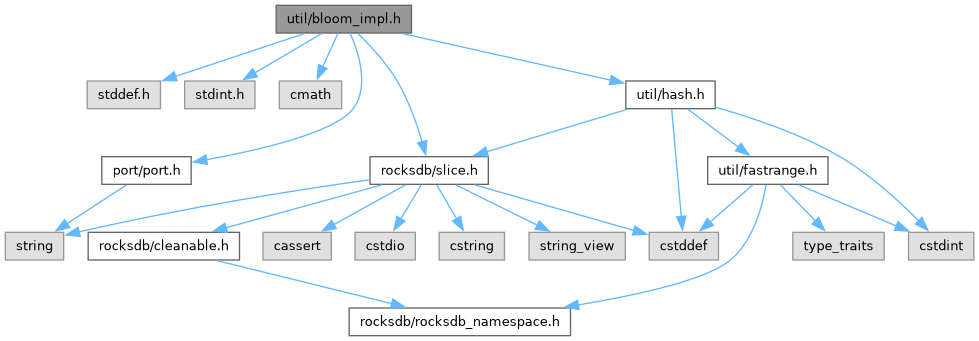 util/bloom_impl.h
stddef.h
stdint.h
cmath
util/hash.h
port/port.h
rocksdb/slice.h
util/fastrange.h
string
rocksdb/cleanable.h
cassert
cstdio
cstring
string_view
cstddef
type_traits
cstdint
rocksdb/rocksdb_namespace.h